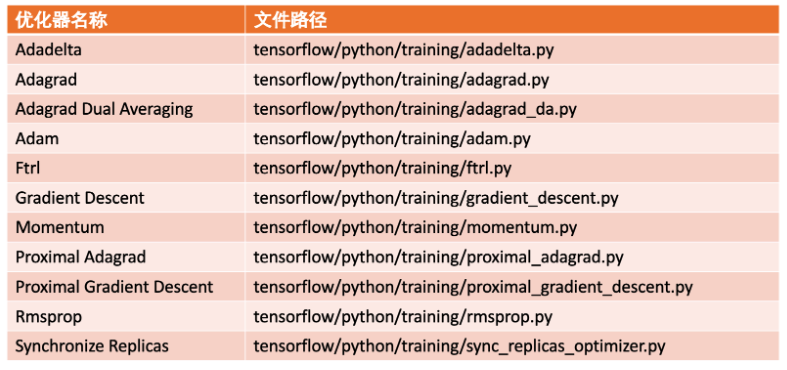 优化器名称 文件路径
Adadelta tensorflow/python/training/adadelta.py
Adagrad tensorflow/python/training/adagrad.py
Adagrad Dual Averaging tensorflow/python/training/adagrad_da.py
Adam tensorflow/python/training/adam.py
Ftrl tensorflow/python/training/ftrl.py
Gradient Descent tensorflow/python/training/gradient_descent.py
Momentum tensorflow/python/training/momentum.py
Proximal Adagrad tensorflow/python/training/proximal_adagrad.py
Proximal Gradient Descent tensorflow/python/training/proximal_gradient_descent.py
Rmsprop tensorflow/python/training/rmsprop.py
Synchronize Replicas tensorflow/python/training/sync_replicas_optimizer.py